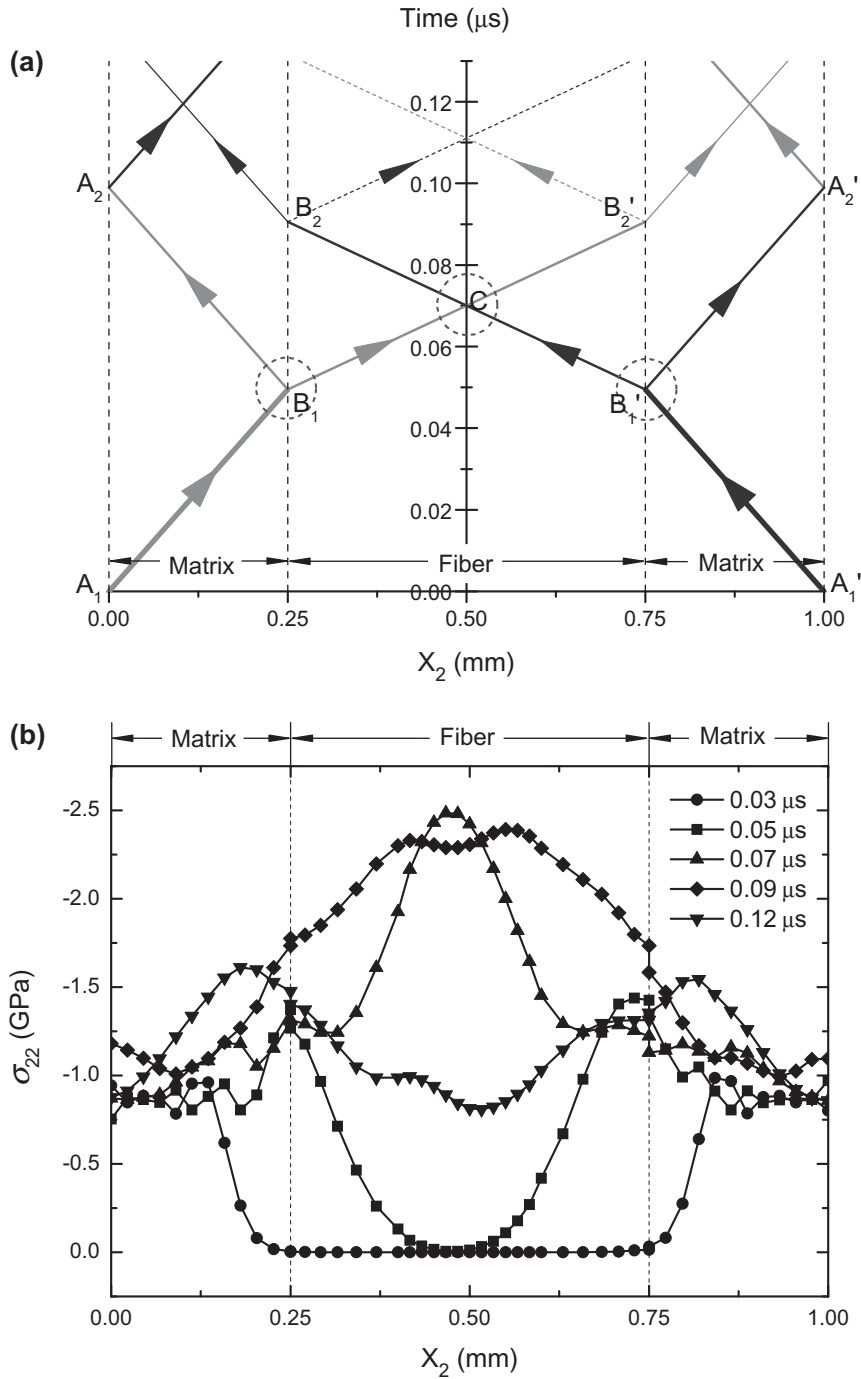 Time (μs)
(a)
0.12
A₂
0.10
A₂'
B₂
B₂'
0.08
C
0.06
B₁
B₁'
0.04
0.02
Matrix
Fiber
Matrix
A₁
0.00
A₁'
0.00
0.25
0.50
0.75
1.00
X₂ (mm)
(b)
Matrix
Fiber
Matrix
-2.5
0.03 μs
0.05 μs
0.07 μs
0.09 μs
0.12 μs
-2.0
-1.5
-1.0
-0.5
0.0
σ₂₂ (GPa)
0.00
0.25
0.50
0.75
1.00
X₂ (mm)